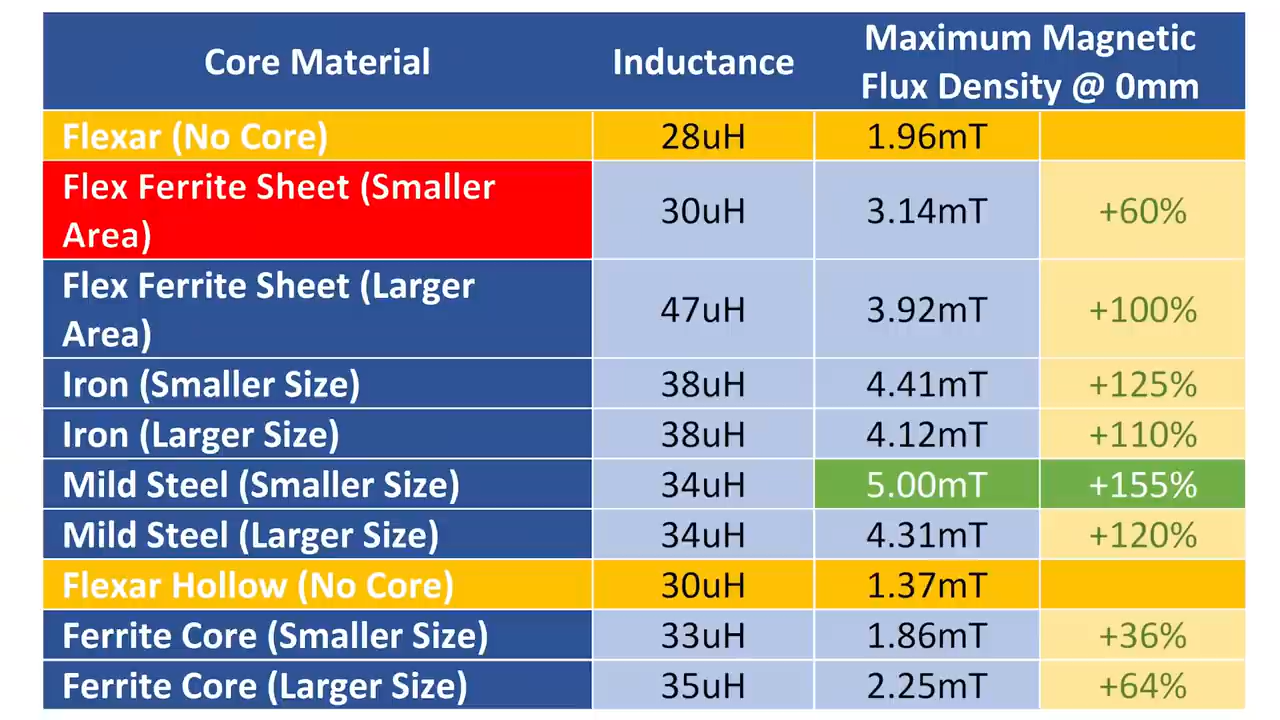 Core Material Inductance Maximum Magnetic
Flux Density @ 0mm
Flexar (No Core) 28uH 1.96mT
Flex Ferrite Sheet (Smaller
Area) 30uH 3.14mT +60%
Flex Ferrite Sheet (Larger
Area) 47uH 3.92mT +100%
Iron (Smaller Size) 38uH 4.41mT +125%
Iron (Larger Size) 38uH 4.12mT +110%
Mild Steel (Smaller Size) 34uH 5.00mT +155%
Mild Steel (Larger Size) 34uH 4.31mT +120%
Flexar Hollow (No Core) 30uH 1.37mT
Ferrite Core (Smaller Size) 33uH 1.86mT +36%
Ferrite Core (Larger Size) 35uH 2.25mT +64%